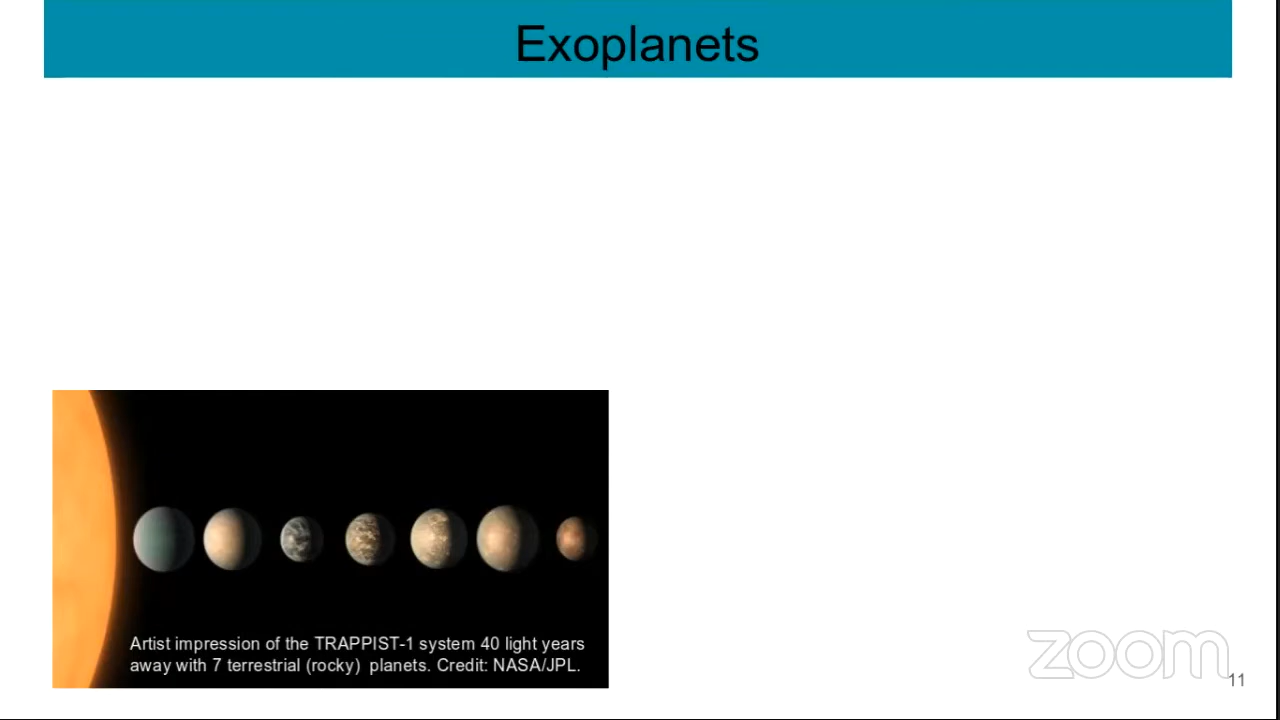 Exoplanets
Artist impression of the TRAPPIST-1 system 40 light years
away with 7 terrestrial (rocky) planets. Credit: NASA/JPL.
zoom
11